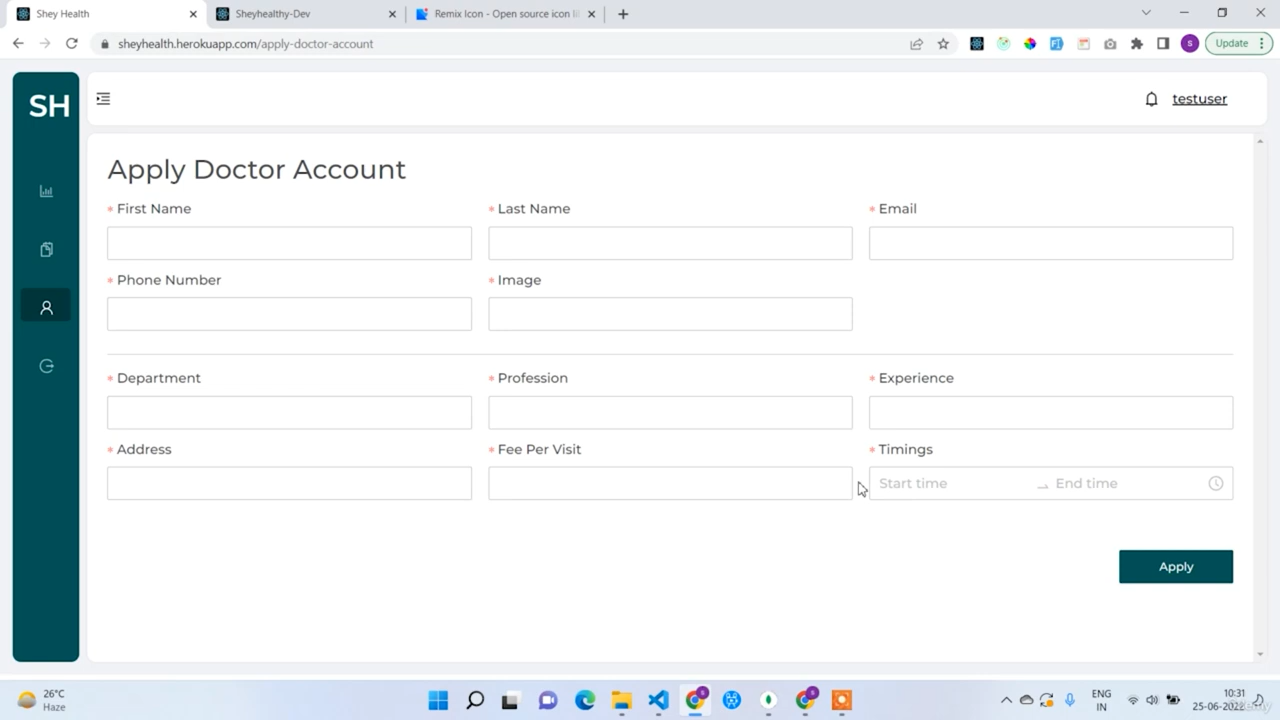 Shey Health
Sheyhealthy-Dev
Remix Icon - Open source icon li
sheyhealth.herokuapp.com/apply-doctor-account
S
Update
SH
testuser
Apply Doctor Account
* First Name
* Last Name
* Email
* Phone Number
* Image
* Department
* Profession
* Experience
* Address
* Fee Per Visit
* Timings
Start time
End time
Apply
26°C
Haze
ENG
IN
10:31
25-06-2022